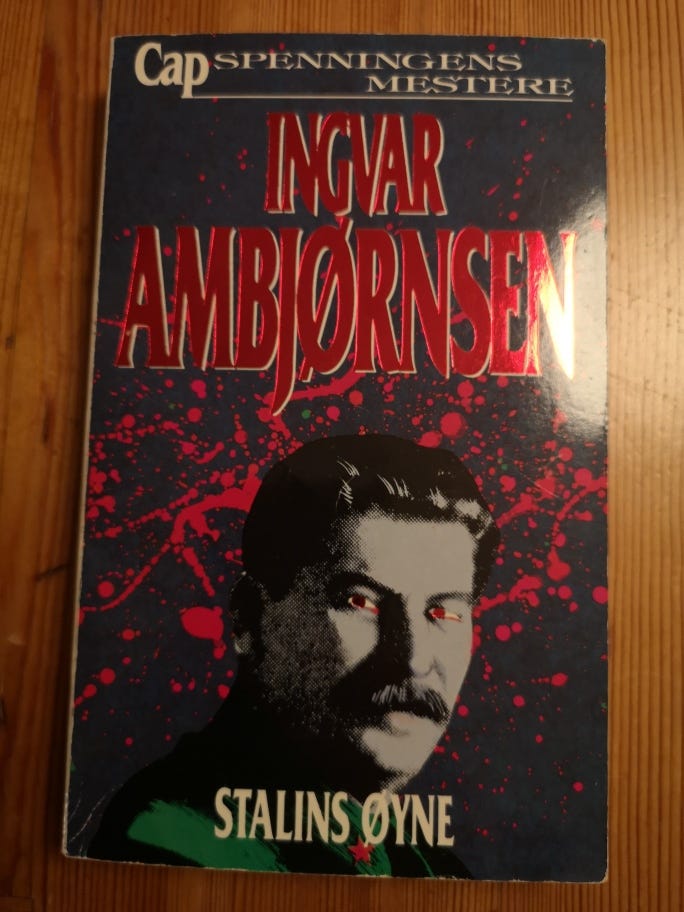 Cap SPENNINGENS
MESTERE
INGVAR
AMBJØRNSEN
STALINS ØYNE